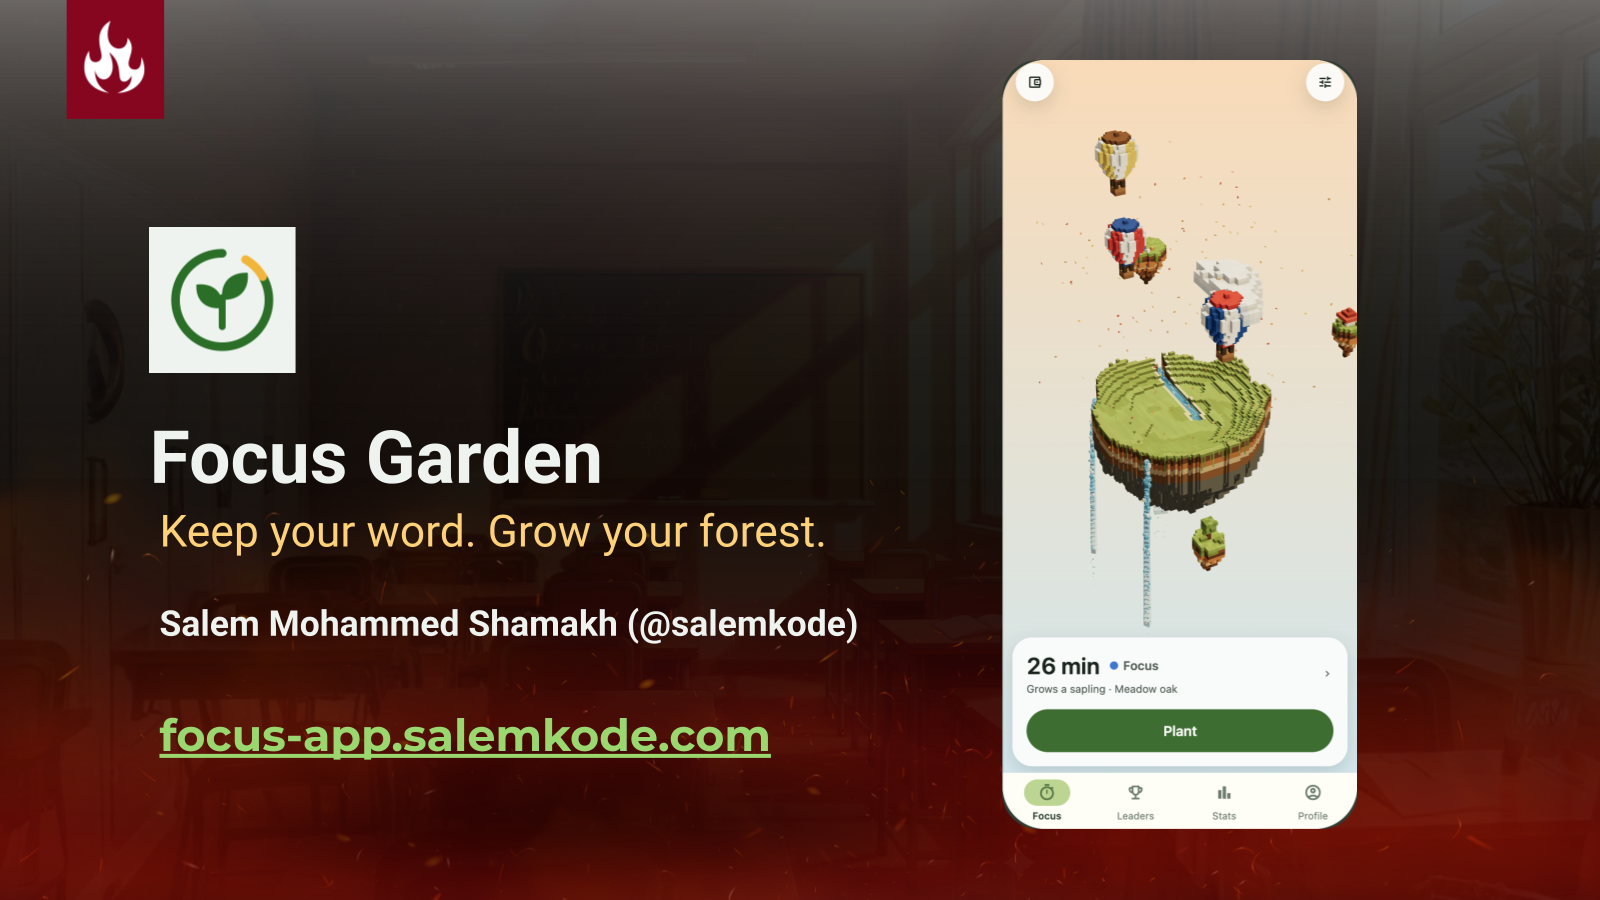 Focus Garden
Keep your word. Grow your forest.
Salem Mohammed Shamakh (@salemkode)
focus-app.salemkode.com
26 min Focus
Grows a sapling · Meadow oak
Plant
Focus Leaders Stats Profile